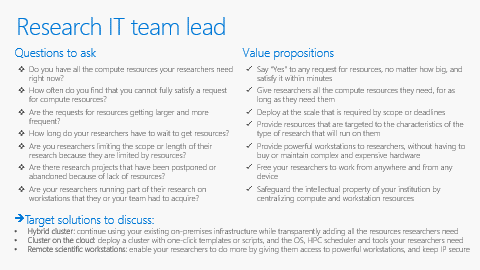 Research IT team lead
Questions to ask
❖ Do you have all the compute resources your researchers need
right now?
❖ How often do you find that you cannot fully satisfy a request
for compute resources?
❖ Are the requests for resources getting larger and more
frequent?
❖ How long do your researchers have to wait to get resources?
❖ Are you researchers limiting the scope or length of their
research because they are limited by resources?
❖ Are there research projects that have been postponed or
abandoned because of lack of resources?
❖ Are your researchers running part of their research on
workstations that they or your team had to acquire?
Value propositions
✓ Say "Yes" to any request for resources, no matter how big, and
satisfy it within minutes
✓ Give researchers all the compute resources they need, for as
long as they need them
✓ Deploy at the scale that is required by scope or deadlines
✓ Provide resources that are targeted to the characteristics of the
type of research that will run on them
✓ Provide powerful workstations to researchers, without having to
buy or maintain complex and expensive hardware
✓ Free your researchers to work from anywhere and from any
device
✓ Safeguard the intellectual property of your institution by
centralizing compute and workstation resources
➔Target solutions to discuss:
• Hybrid cluster: continue using your existing on-premises infrastructure while transparently adding all the resources researchers need
• Cluster on the cloud: deploy a cluster with one-click templates or scripts, and the OS, HPC scheduler and tools your researchers need
• Remote scientific workstations: enable your researchers to do more by giving them access to powerful workstations, and keep IP secure